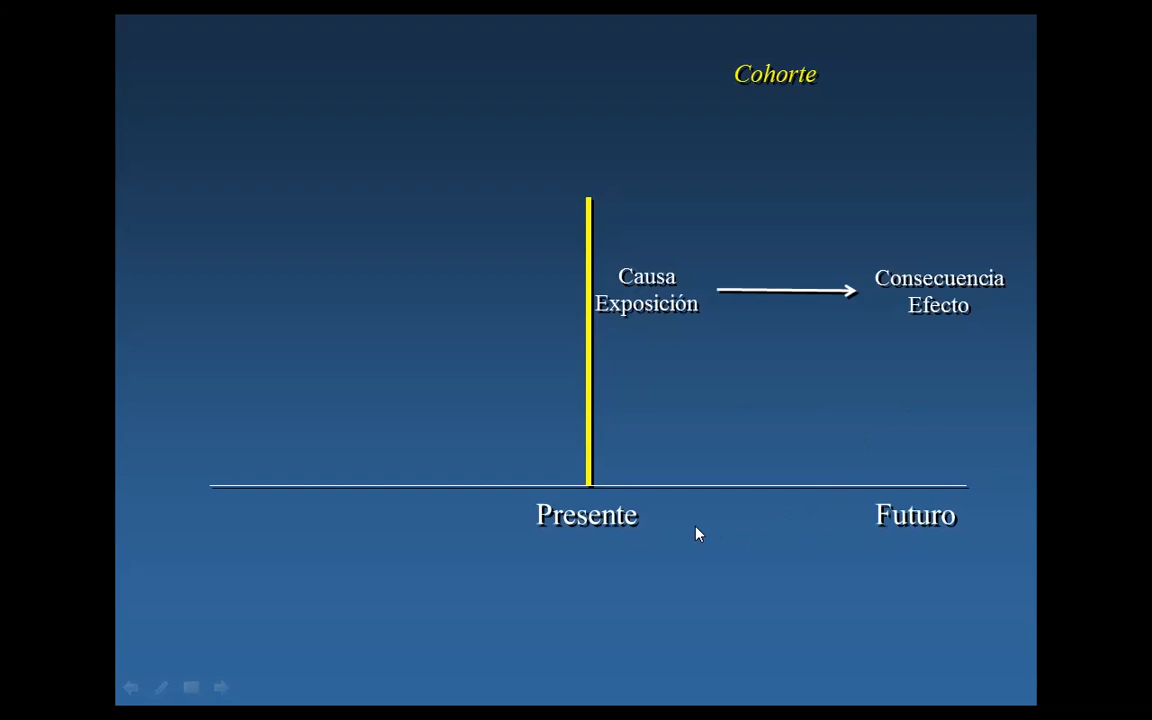 Cohorte
Causa
Exposición
Consecuencia
Efecto
Presente
Futuro